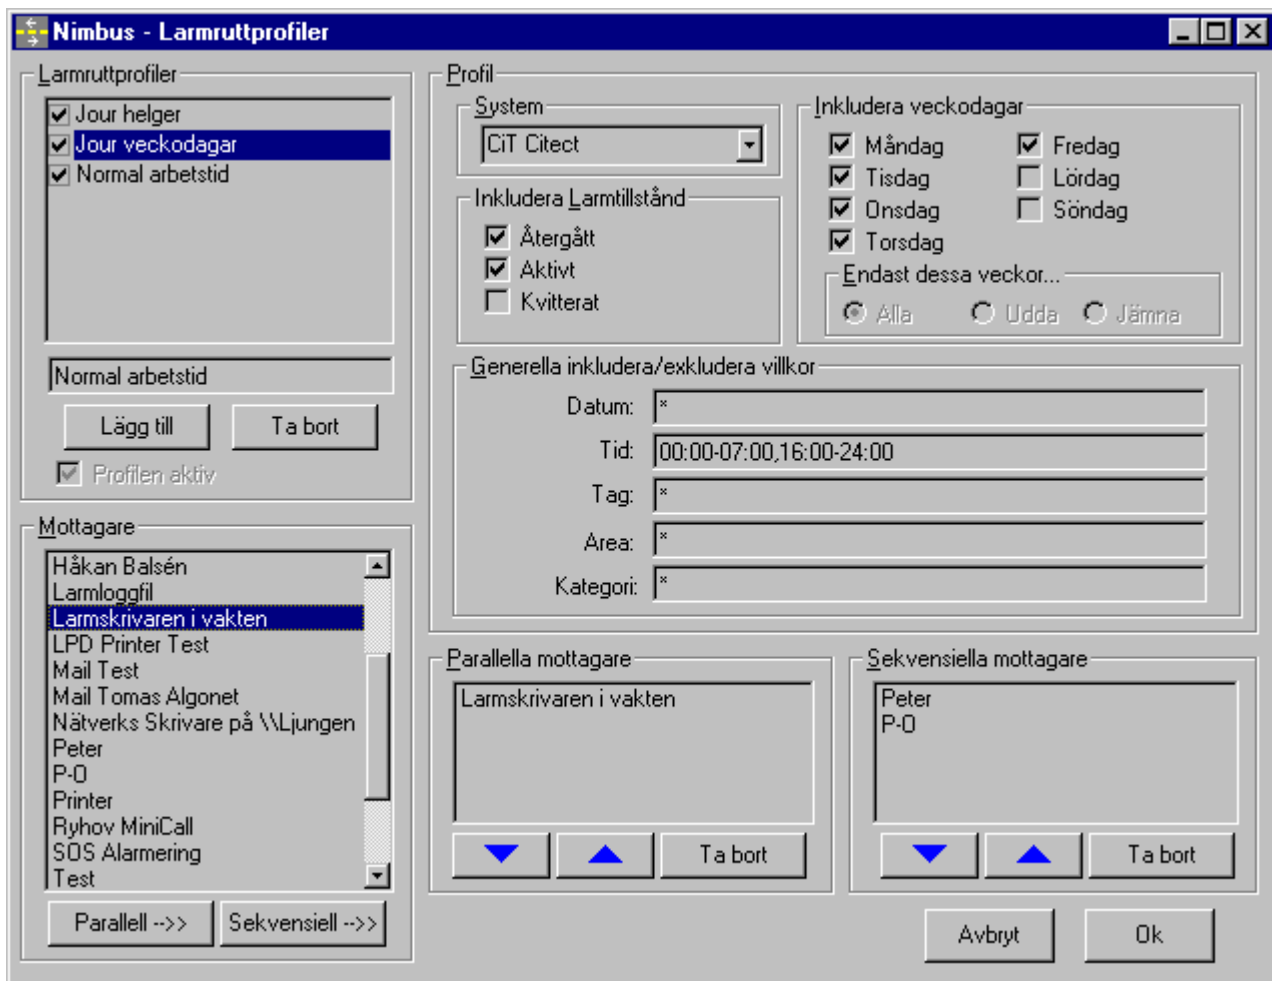 Nimbus - Larmruttprofiler
Larmruttprofiler
Jour helger
Jour veckodagar
Normal arbetstid
Normal arbetstid
Lägg till
Ta bort
Profilen aktiv
Mottagare
Håkan Balsén
Larmloggfil
Larmskrivaren i vakten
LPD Printer Test
Mail Test
Mail Tomas Algonet
Nätverks Skrivare på \\Ljungen
Peter
P-O
Printer
Ryhov MiniCall
SOS Alarmering
Test
Parallell -->>
Sekvensiell -->>
Profil
System
CiT Citect
Inkludera Larmtillstånd
Återgått
Aktivt
Kvitterat
Inkludera veckodagar
Måndag
Tisdag
Onsdag
Torsdag
Fredag
Lördag
Söndag
Endast dessa veckor...
Alla
Udda
Jämna
Generella inkludera/exkludera villkor
Datum: *
Tid: 00:00-07:00,16:00-24:00
Tag: *
Area: *
Kategori: *
Parallella mottagare
Larmskrivaren i vakten
Ta bort
Sekvensiella mottagare
Peter
P-O
Ta bort
Avbryt
Ok